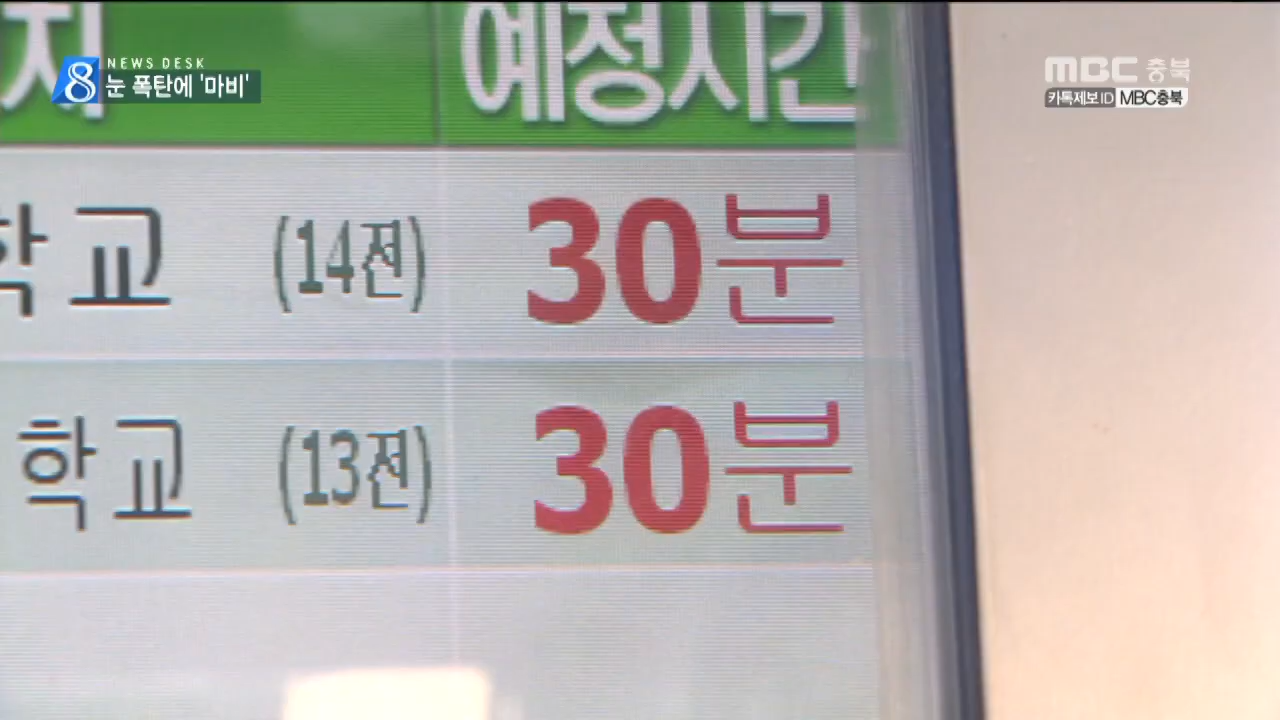 NEWS DESK
8 눈 폭탄에 '마비'
MBC 충북
카톡제보ID MBC충북
예정시간
학교 (14전) 30분
학교 (13전) 30분